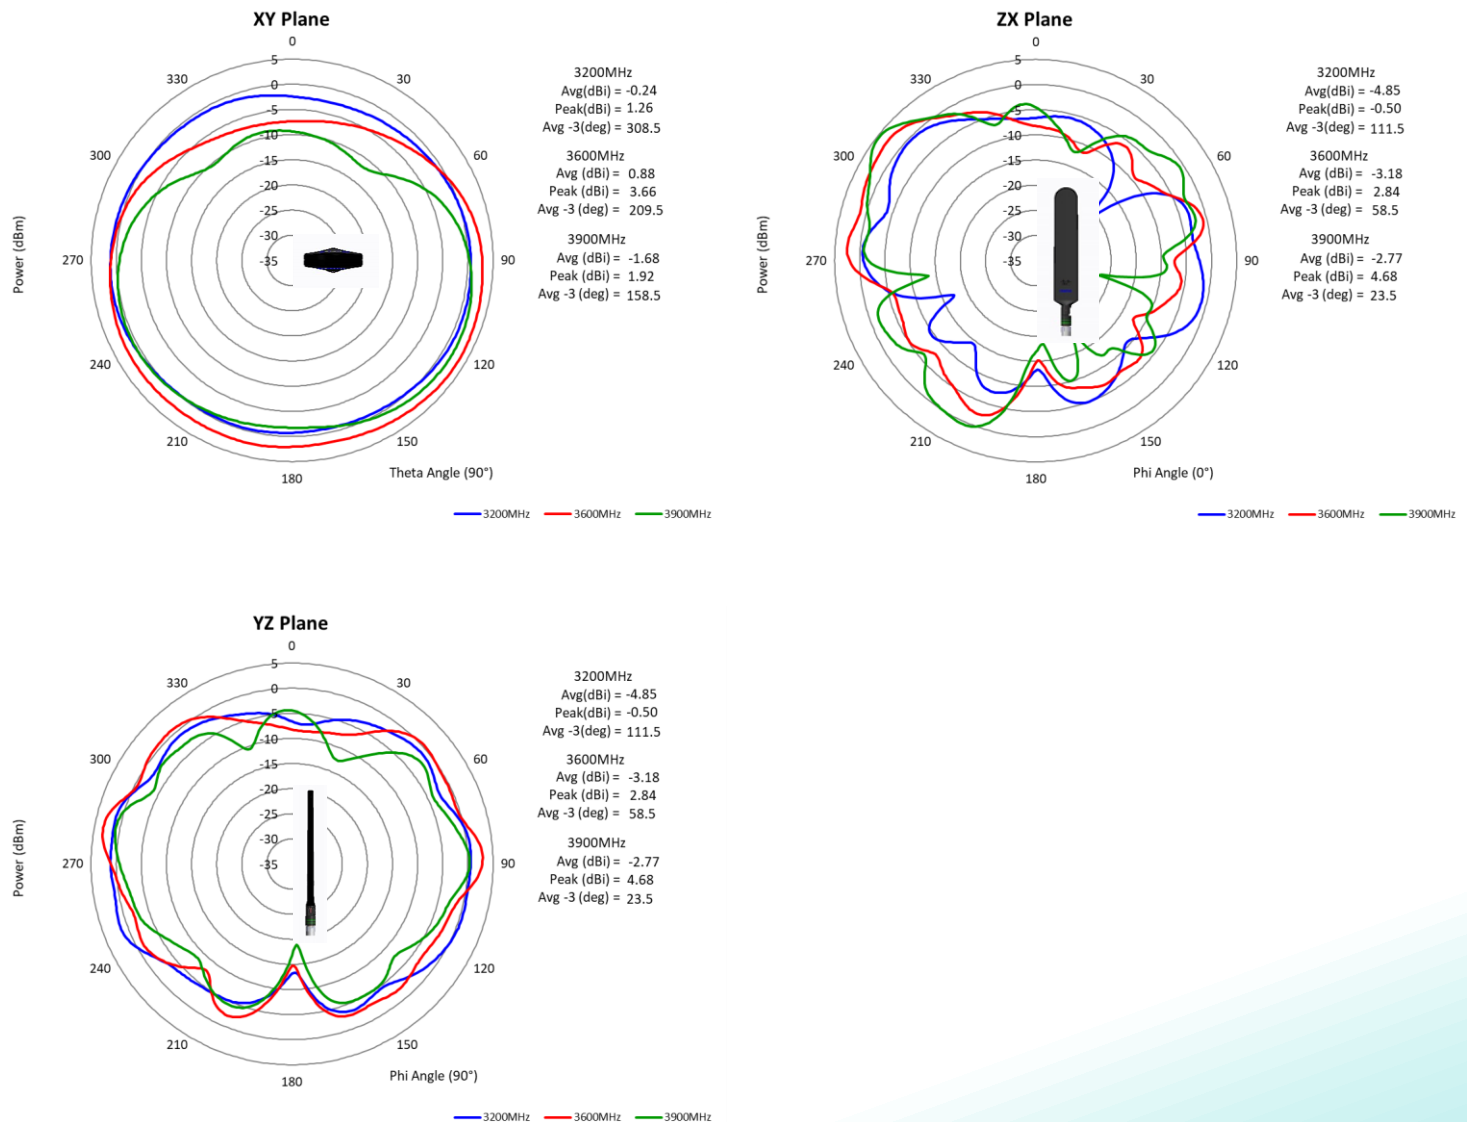 XY Plane
0
5
0
-5
-10
-15
-20
-25
-30
-35
30
60
90
120
150
180
210
240
270
300
330
Power (dBm)
Theta Angle (90°)
3200MHz
Avg(dBi) = -0.24
Peak(dBi) = 1.26
Avg -3(deg) = 308.5
3600MHz
Avg (dBi) = 0.88
Peak (dBi) = 3.66
Avg -3 (deg) = 209.5
3900MHz
Avg (dBi) = -1.68
Peak (dBi) = 1.92
Avg -3 (deg) = 158.5
3200MHz 3600MHz 3900MHz
ZX Plane
0
5
0
-5
-10
-15
-20
-25
-30
-35
30
60
90
120
150
180
210
240
270
300
330
Power (dBm)
Phi Angle (0°)
3200MHz
Avg(dBi) = -4.85
Peak(dBi) = -0.50
Avg -3(deg) = 111.5
3600MHz
Avg (dBi) = -3.18
Peak (dBi) = 2.84
Avg -3 (deg) = 58.5
3900MHz
Avg (dBi) = -2.77
Peak (dBi) = 4.68
Avg -3 (deg) = 23.5
3200MHz 3600MHz 3900MHz
YZ Plane
0
5
0
-5
-10
-15
-20
-25
-30
-35
30
60
90
120
150
180
210
240
270
300
330
Power (dBm)
Phi Angle (90°)
3200MHz
Avg(dBi) = -4.85
Peak(dBi) = -0.50
Avg -3(deg) = 111.5
3600MHz
Avg (dBi) = -3.18
Peak (dBi) = 2.84
Avg -3 (deg) = 58.5
3900MHz
Avg (dBi) = -2.77
Peak (dBi) = 4.68
Avg -3 (deg) = 23.5
3200MHz 3600MHz 3900MHz